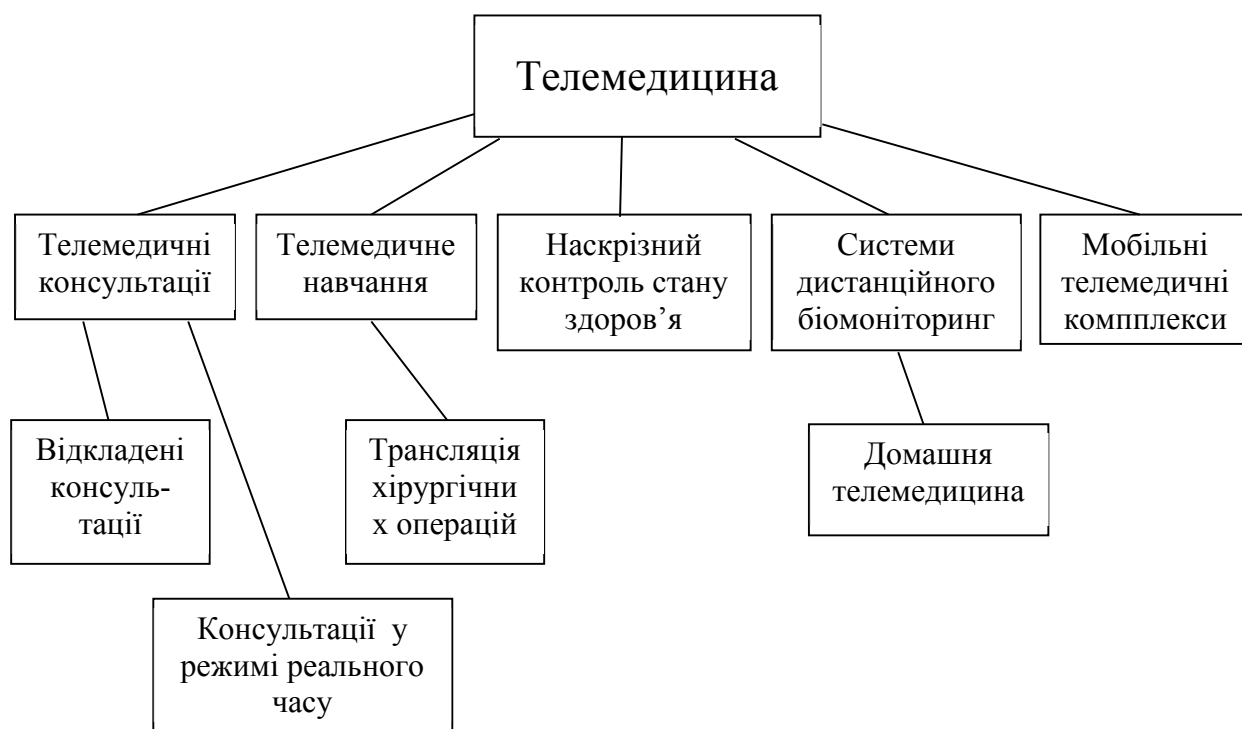 Телемедицина
Телемедичні
консультації
Телемедичне
навчання
Наскрізний
контроль стану
здоров’я
Системи
дистанційного
біомоніторинг
Мобільні
телемедичні
компплекси
Відкладені
консуль-
тації
Трансляція
хірургічни
х операцій
Домашня
телемедицина
Консультації у
режимі реального
часу